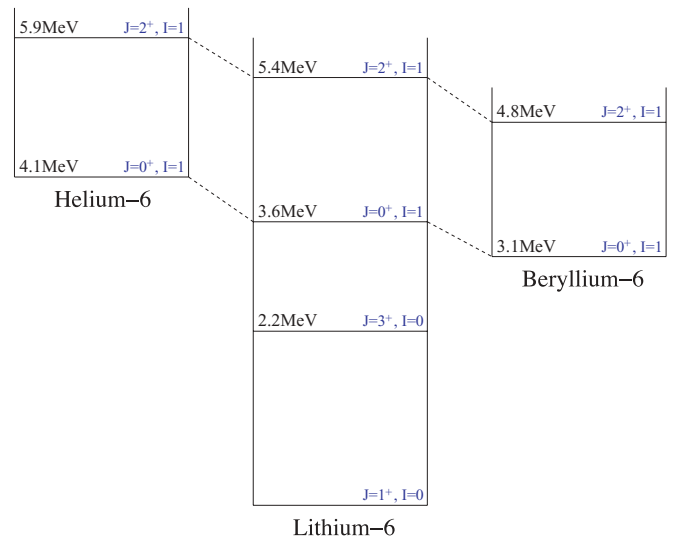 5.9MeV J=2⁺, I=1
4.1MeV J=0⁺, I=1
Helium–6
5.4MeV J=2⁺, I=1
3.6MeV J=0⁺, I=1
2.2MeV J=3⁺, I=0
J=1⁺, I=0
Lithium–6
4.8MeV J=2⁺, I=1
3.1MeV J=0⁺, I=1
Beryllium–6